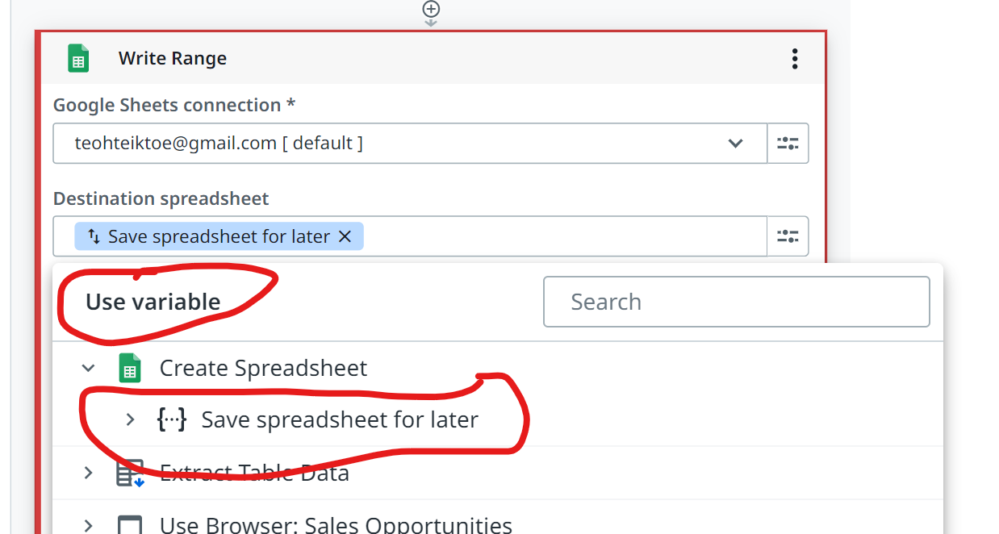 Write Range
Google Sheets connection *
teohteiktoe@gmail.com [ default ]
Destination spreadsheet
Save spreadsheet for later
Use variable
Search
Create Spreadsheet
{...} Save spreadsheet for later
Extract Table Data
Use Browser: Sales Opportunities